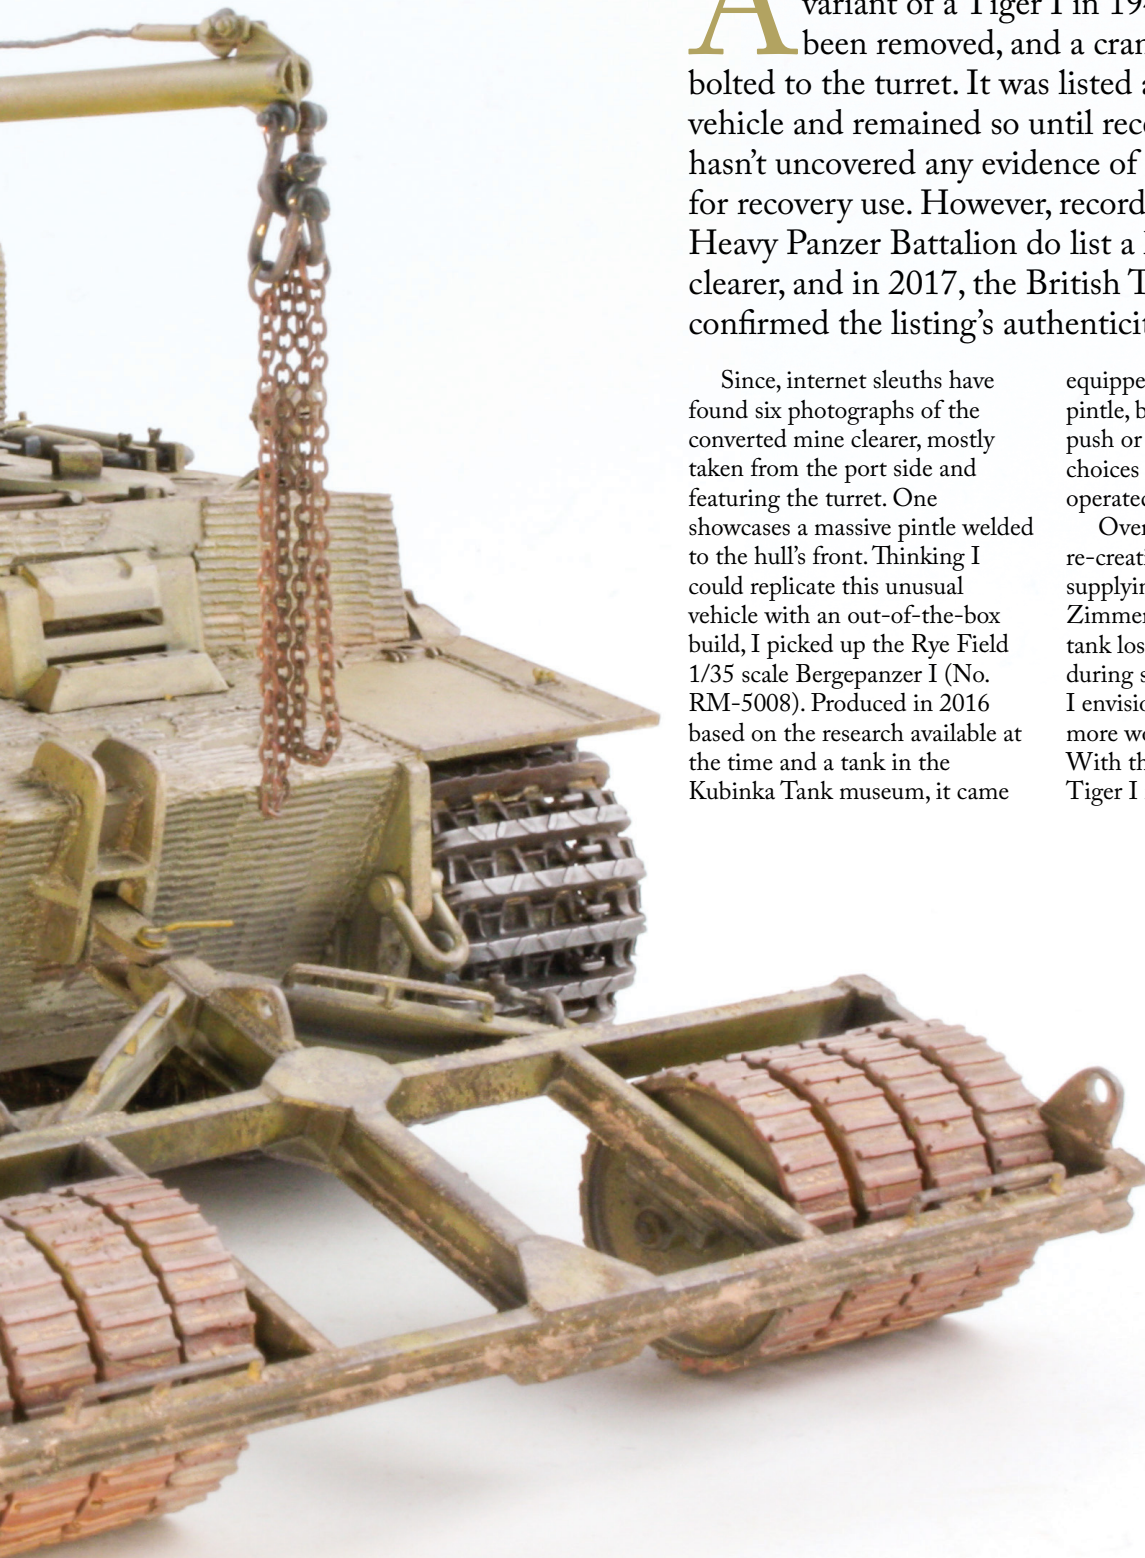 A variant of a Tiger I in 19
been removed, and a cran
bolted to the turret. It was listed a
vehicle and remained so until rec
hasn't uncovered any evidence of
for recovery use. However, record
Heavy Panzer Battalion do list a
clearer, and in 2017, the British T
confirmed the listing's authenticit
Since, internet sleuths have
found six photographs of the
converted mine clearer, mostly
taken from the port side and
featuring the turret. One
showcases a massive pintle welded
to the hull's front. Thinking I
could replicate this unusual
vehicle with an out-of-the-box
build, I picked up the Rye Field
1/35 scale Bergepanzer I (No.
RM-5008). Produced in 2016
based on the research available at
the time and a tank in the
Kubinka Tank museum, it came
equippe
pintle, b
push or
choices
operated
Over
re-creati
supplyin
Zimmer
tank los
during s
I envisio
more we
With th
Tiger I